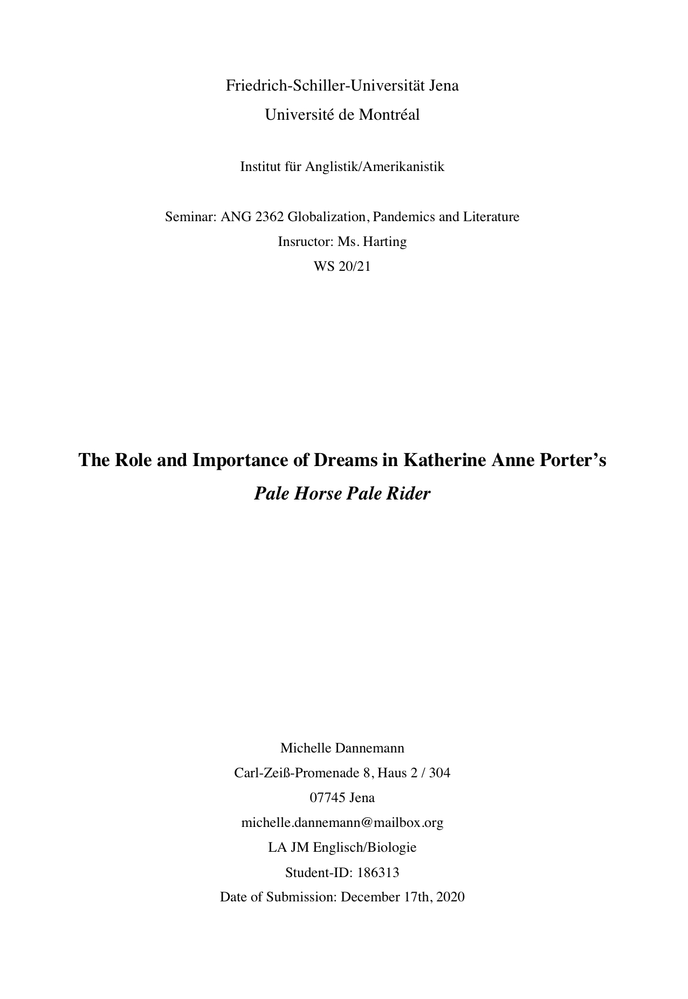 Friedrich-Schiller-Universität Jena
Université de Montréal
Institut für Anglistik/Amerikanistik
Seminar: ANG 2362 Globalization, Pandemics and Literature
Insructor: Ms. Harting
WS 20/21
The Role and Importance of Dreams in Katherine Anne Porter’s
Pale Horse Pale Rider
Michelle Dannemann
Carl-Zeiß-Promenade 8, Haus 2 / 304
07745 Jena
michelle.dannemann@mailbox.org
LA JM Englisch/Biologie
Student-ID: 186313
Date of Submission: December 17th, 2020